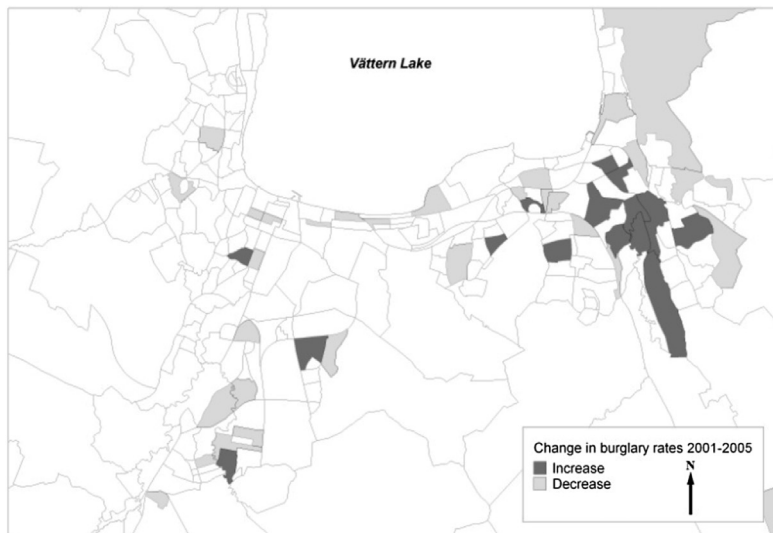 Vättern Lake
Change in burglary rates 2001-2005
N
Increase
Decrease